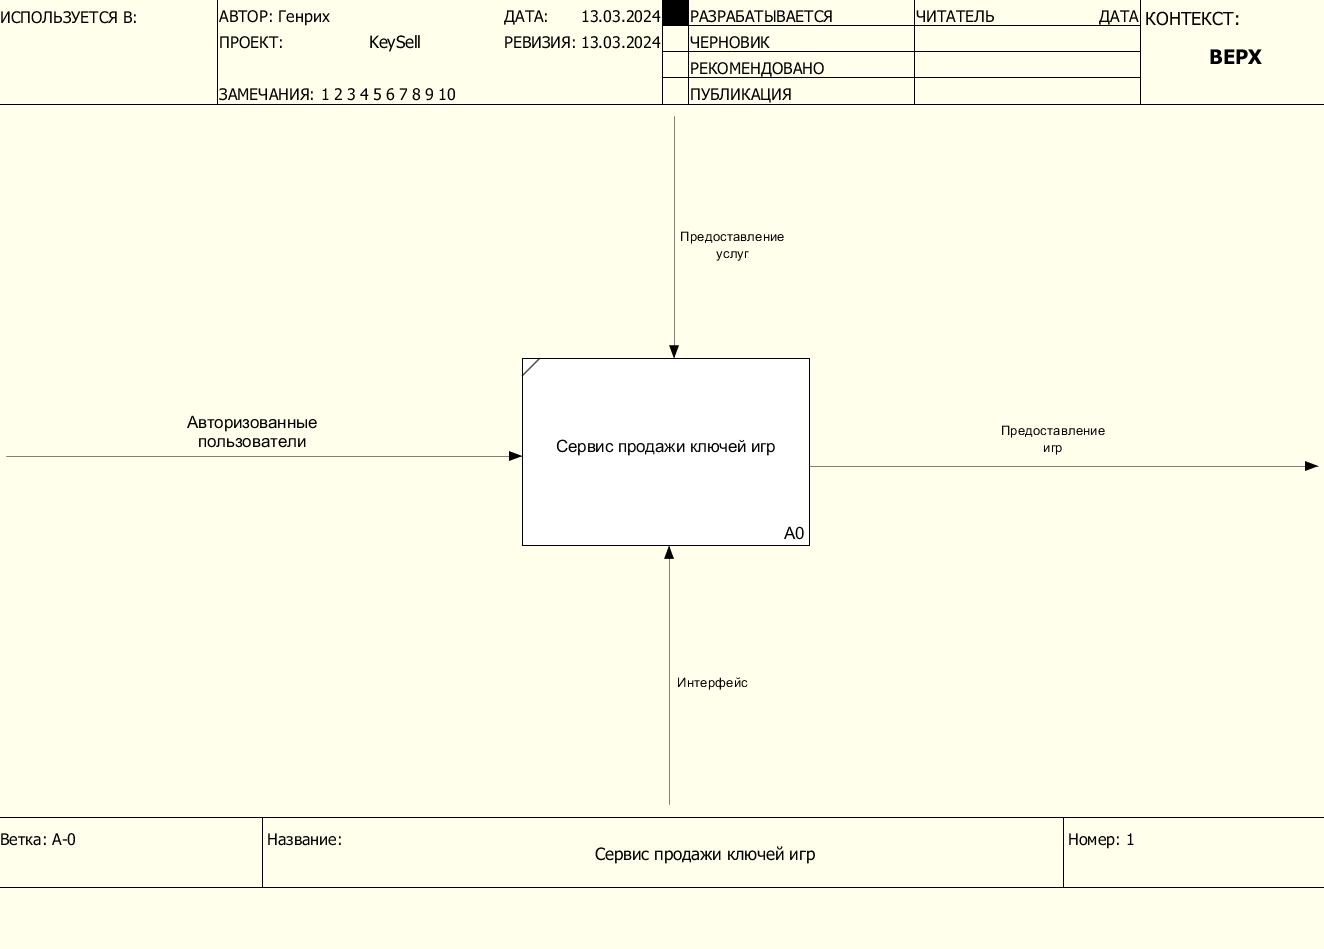 ИСПОЛЬЗУЕТСЯ В:
АВТОР: Генрих
ДАТА: 13.03.2024
ПРОЕКТ: KeySell
РЕВИЗИЯ: 13.03.2024
ЗАМЕЧАНИЯ: 1 2 3 4 5 6 7 8 9 10
РАЗРАБАТЫВАЕТСЯ
ЧЕРНОВИК
РЕКОМЕНДОВАНО
ПУБЛИКАЦИЯ
ЧИТАТЕЛЬ
ДАТА
КОНТЕКСТ:
ВЕРХ
Предоставление
услуг
Авторизованные
пользователи
Сервис продажи ключей игр
A0
Предоставление
игр
Интерфейс
Ветка: A-0
Название:
Сервис продажи ключей игр
Номер: 1